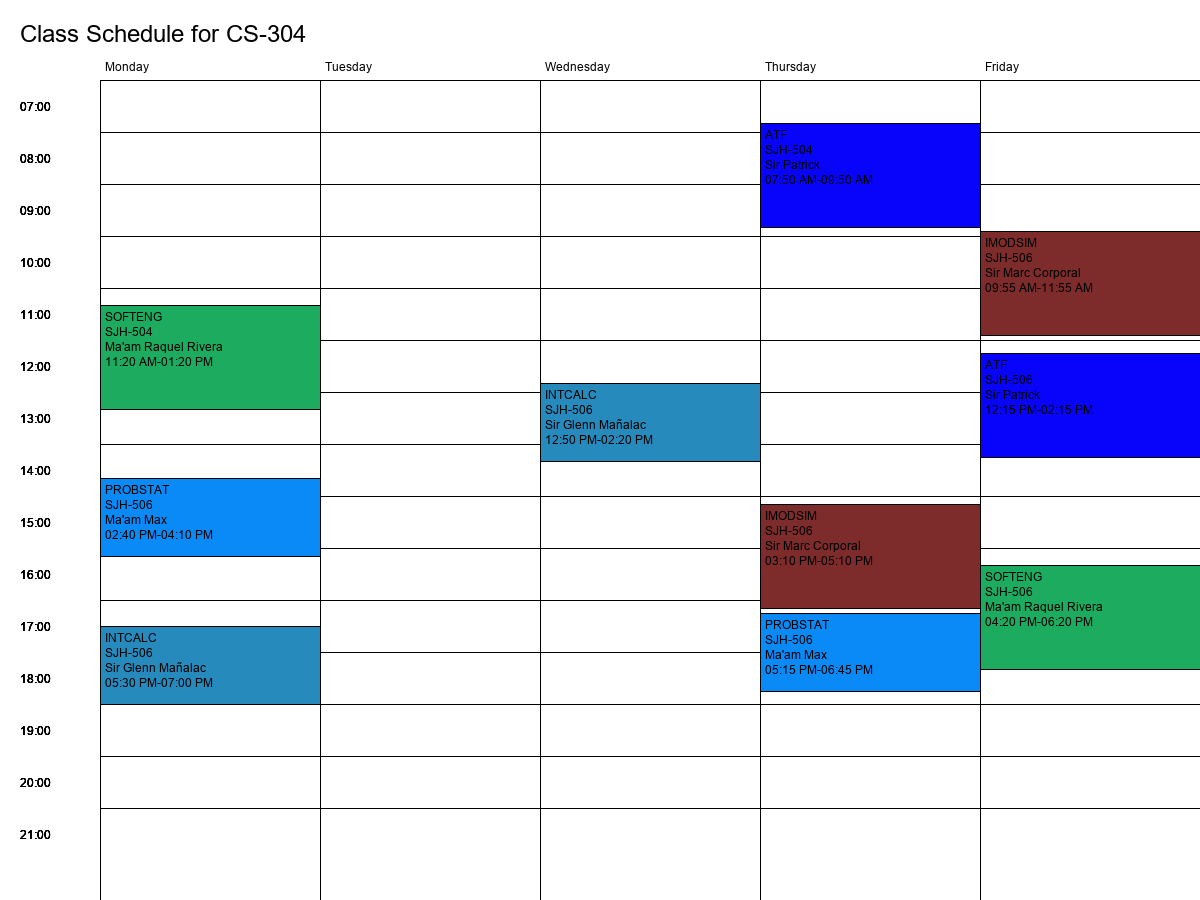 Class Schedule for CS-304
Monday
Tuesday
Wednesday
Thursday
Friday
07:00
08:00
09:00
10:00
11:00
12:00
13:00
14:00
15:00
16:00
17:00
18:00
19:00
20:00
21:00
SOFTENG
SJH-504
Ma'am Raquel Rivera
11:20 AM-01:20 PM
PROBSTAT
SJH-506
Ma'am Max
02:40 PM-04:10 PM
INTCALC
SJH-506
Sir Glenn Mañalac
05:30 PM-07:00 PM
INTCALC
SJH-506
Sir Glenn Mañalac
12:50 PM-02:20 PM
ATF
SJH-504
Sir Patrick
07:50 AM-09:50 AM
IMODSIM
SJH-506
Sir Marc Corporal
03:10 PM-05:10 PM
PROBSTAT
SJH-506
Ma'am Max
05:15 PM-06:45 PM
IMODSIM
SJH-506
Sir Marc Corporal
09:55 AM-11:55 AM
ATF
SJH-506
Sir Patrick
12:15 PM-02:15 PM
SOFTENG
SJH-506
Ma'am Raquel Rivera
04:20 PM-06:20 PM